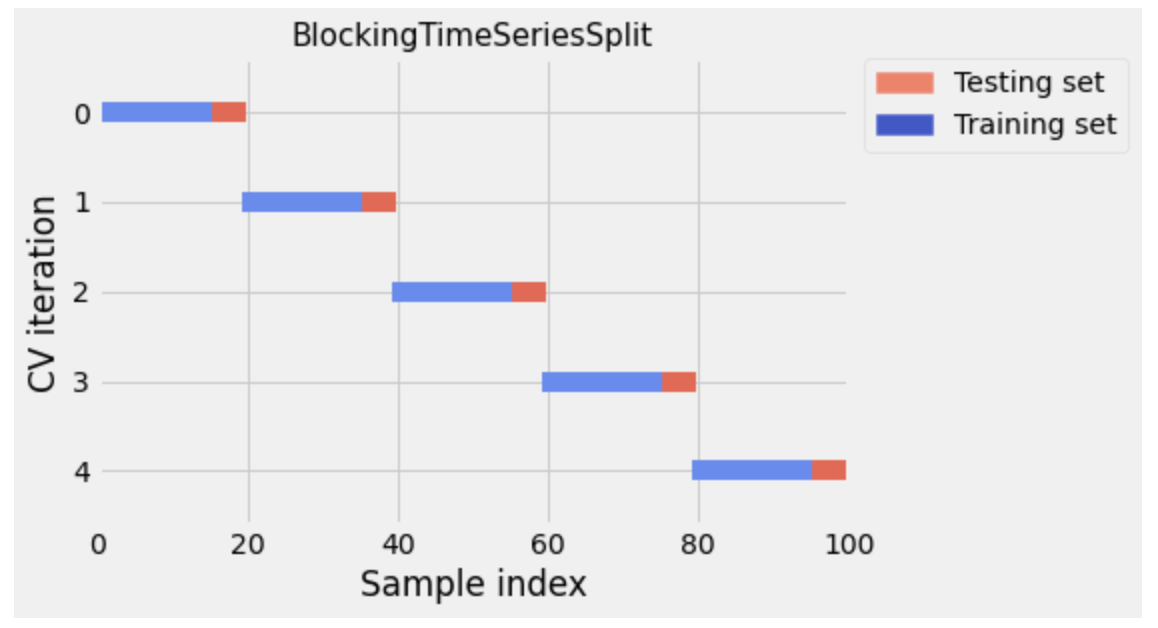 BlockingTimeSeriesSplit
Testing set
Training set
0
1
2
3
4
CV iteration
0 20 40 60 80 100
Sample index